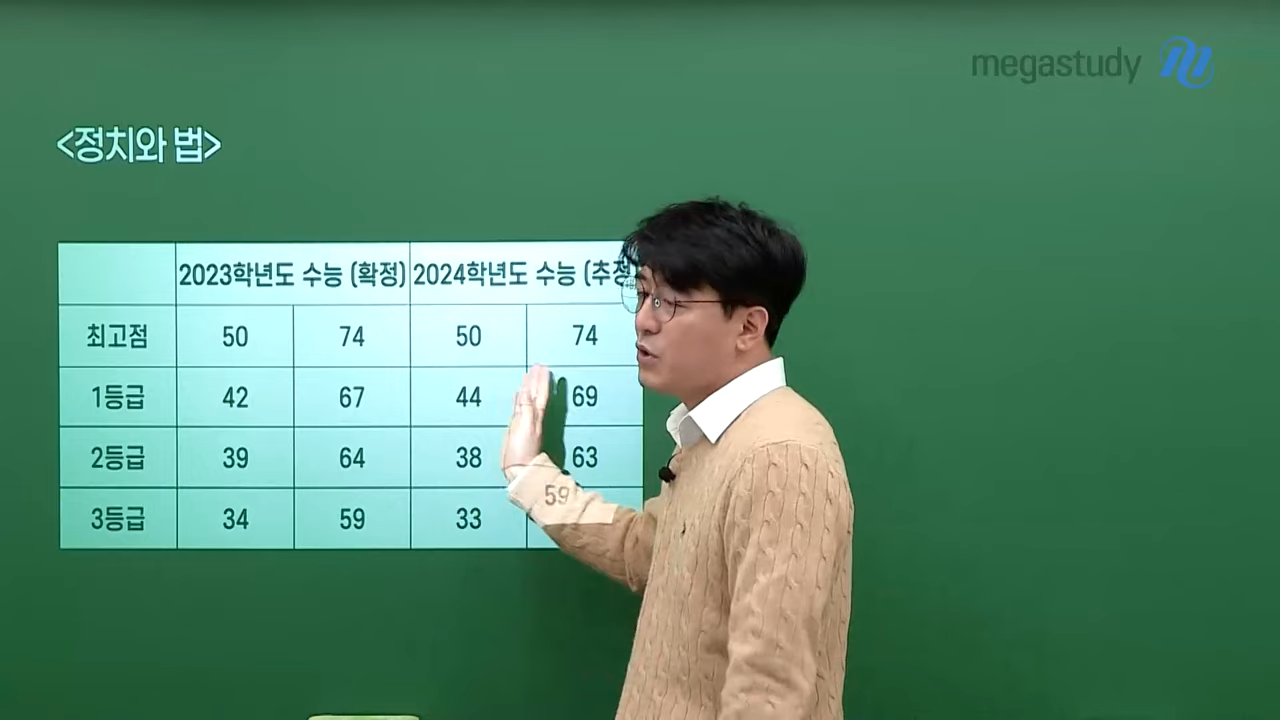 megastudy
<정치와 법>
2023학년도 수능 (확정) 2024학년도 수능 (추정
최고점 50 74 50 74
1등급 42 67 44 69
2등급 39 64 38 63
3등급 34 59 33 59